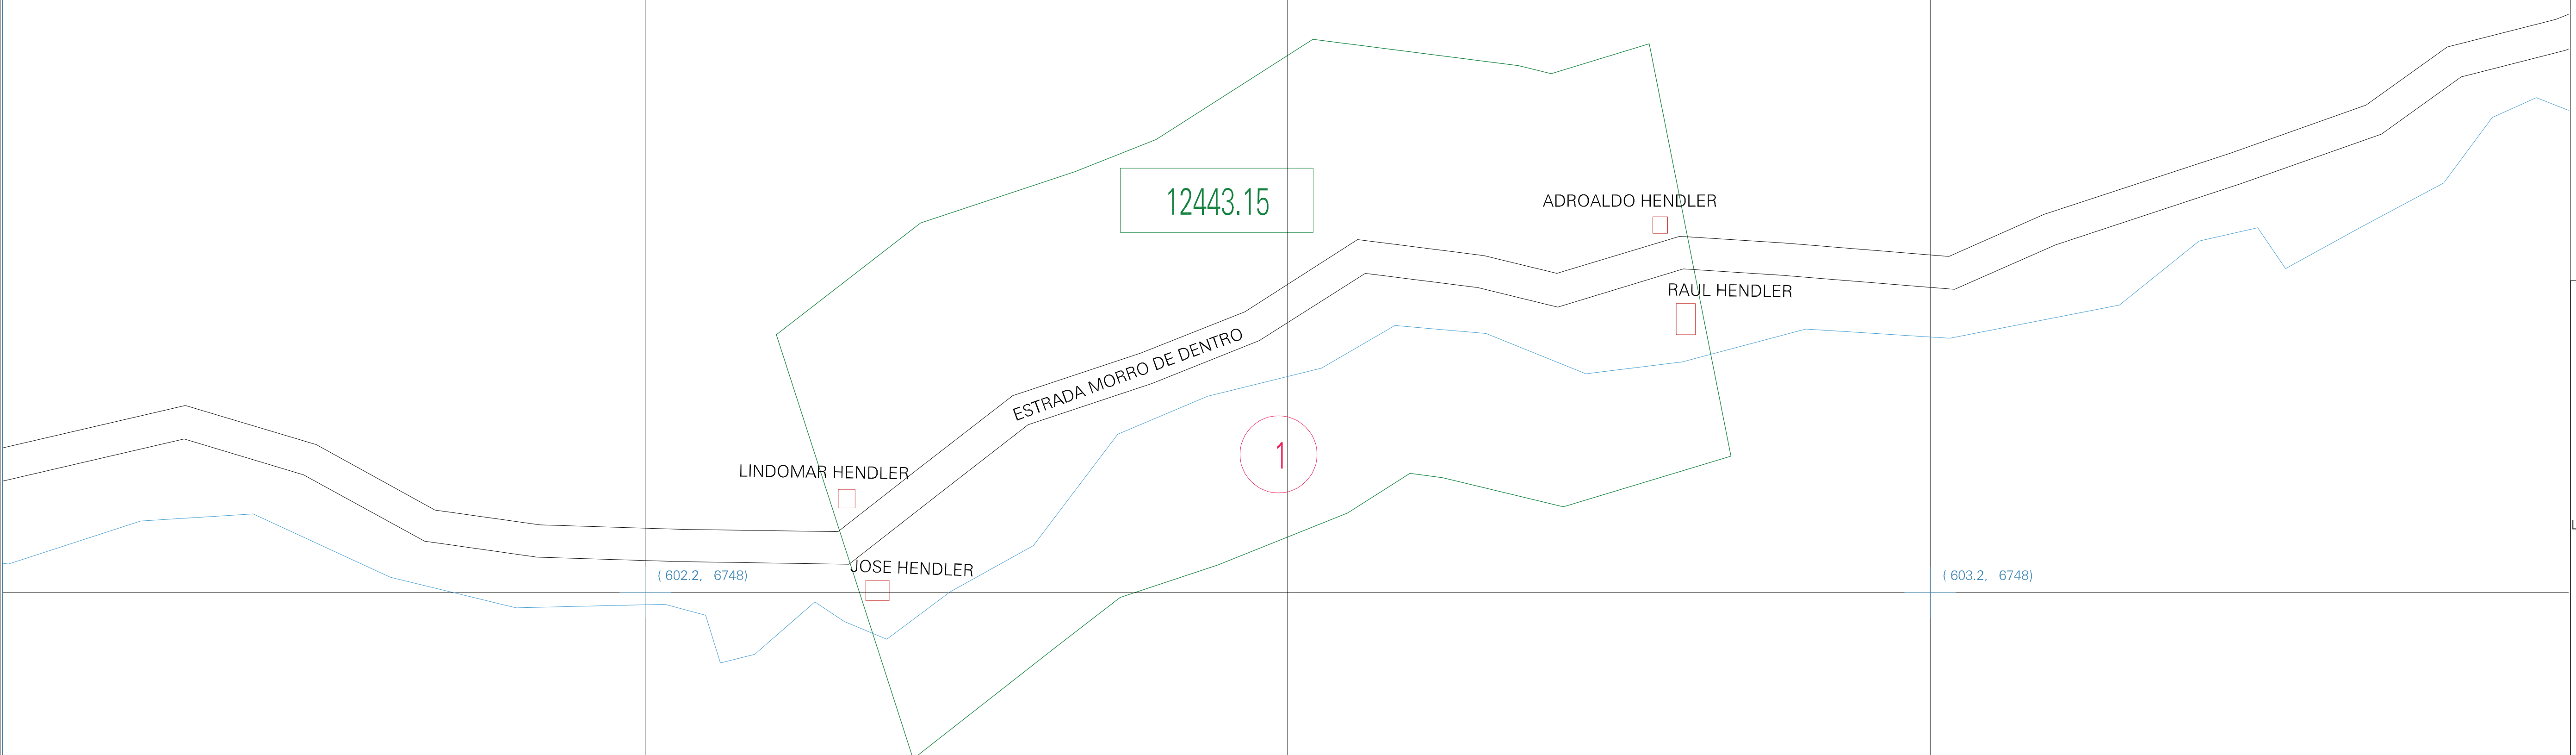 12443.15
ADROALDO HENDLER
RAUL HENDLER
ESTRADA MORRO DE DENTRO
1
LINDOMAR HENDLER
JOSE HENDLER
( 602.2, 6748)
( 603.2, 6748)